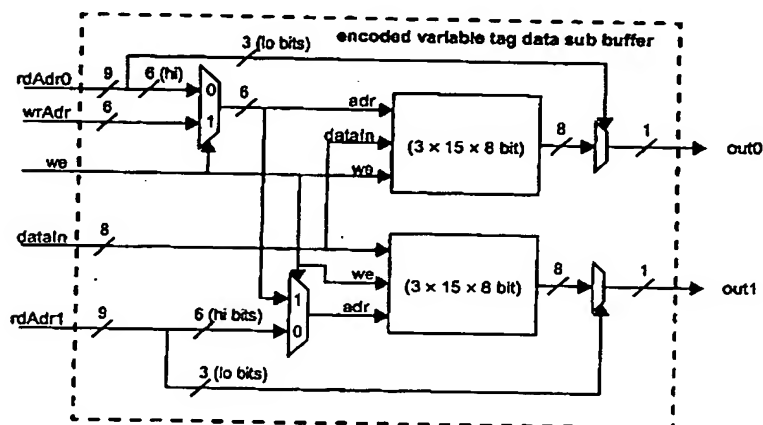 encoded variable tag data sub buffer
3 (lo bits)
rdAdr0 9 6 (hi) 0 6 adr
wrAdr 6 1 dataIn (3 × 15 × 8 bit) 8 1 out0
we we
dataIn 8
we (3 × 15 × 8 bit) 8 1 out1
1 adr
rdAdr1 9 6 (hi bits) 0
3 (lo bits)